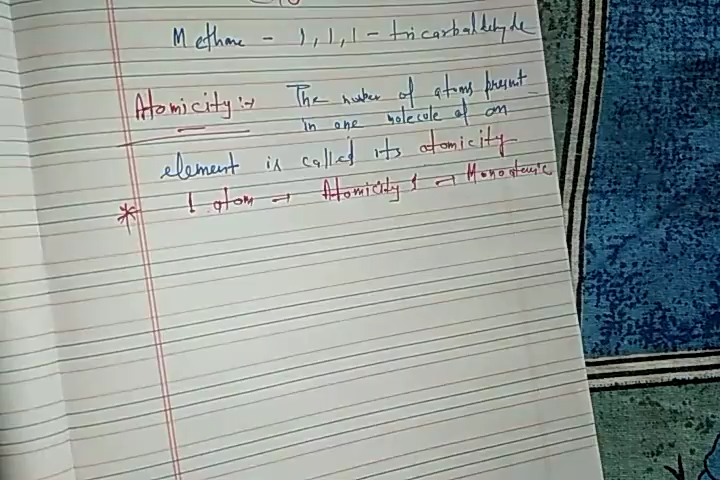 Methane - 1, 1, 1 - tricarbaldehyde
Atomicity :→ The number of atoms present
in one molecule of an
element is called its atomicity
* 1 atom → Atomicity 1 → Monoatomic